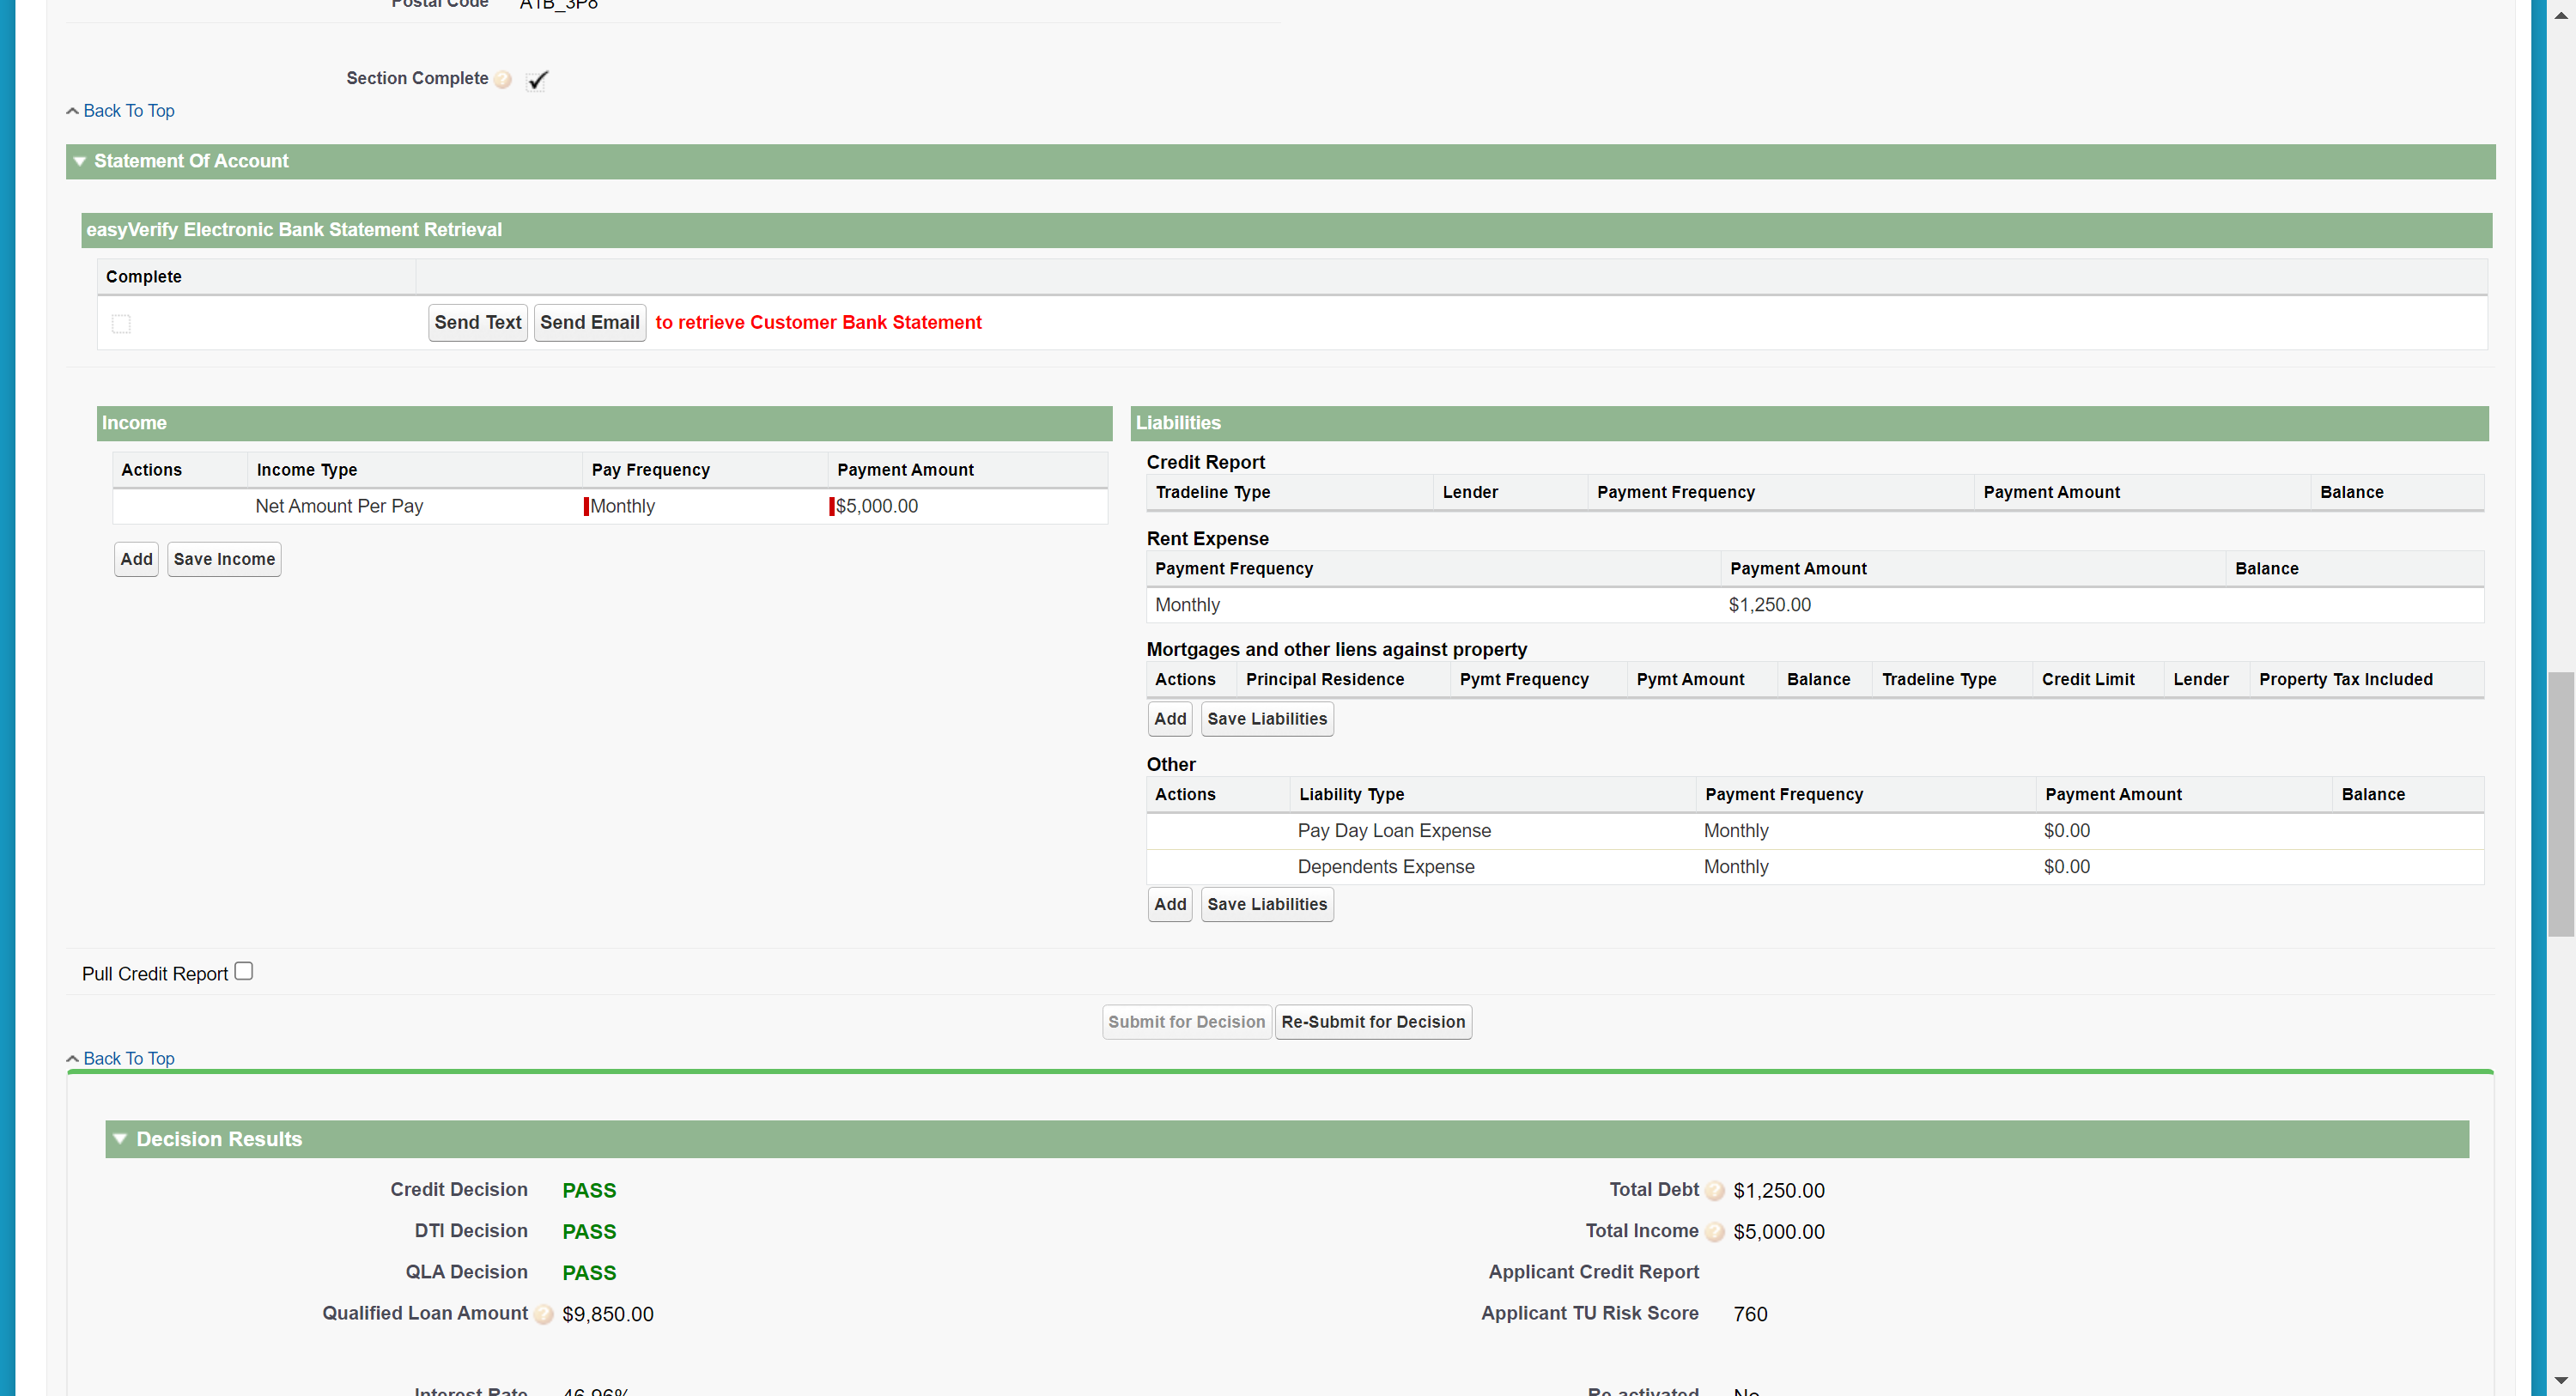 Postal Code A1B_3P8
Section Complete ?
Back To Top
Statement Of Account
easyVerify Electronic Bank Statement Retrieval
Complete
Send Text Send Email to retrieve Customer Bank Statement
Income
Actions Income Type Pay Frequency Payment Amount
Net Amount Per Pay Monthly $5,000.00
Add Save Income
Liabilities
Credit Report
Tradeline Type Lender Payment Frequency Payment Amount Balance
Rent Expense
Payment Frequency Payment Amount Balance
Monthly $1,250.00
Mortgages and other liens against property
Actions Principal Residence Pymt Frequency Pymt Amount Balance Tradeline Type Credit Limit Lender Property Tax Included
Add Save Liabilities
Other
Actions Liability Type Payment Frequency Payment Amount Balance
Pay Day Loan Expense Monthly $0.00
Dependents Expense Monthly $0.00
Add Save Liabilities
Pull Credit Report
Submit for Decision Re-Submit for Decision
Back To Top
Decision Results
Credit Decision PASS Total Debt ? $1,250.00
DTI Decision PASS Total Income ? $5,000.00
QLA Decision PASS Applicant Credit Report
Qualified Loan Amount ? $9,850.00 Applicant TU Risk Score 760
Interest Rate 46.96% Re-activated No